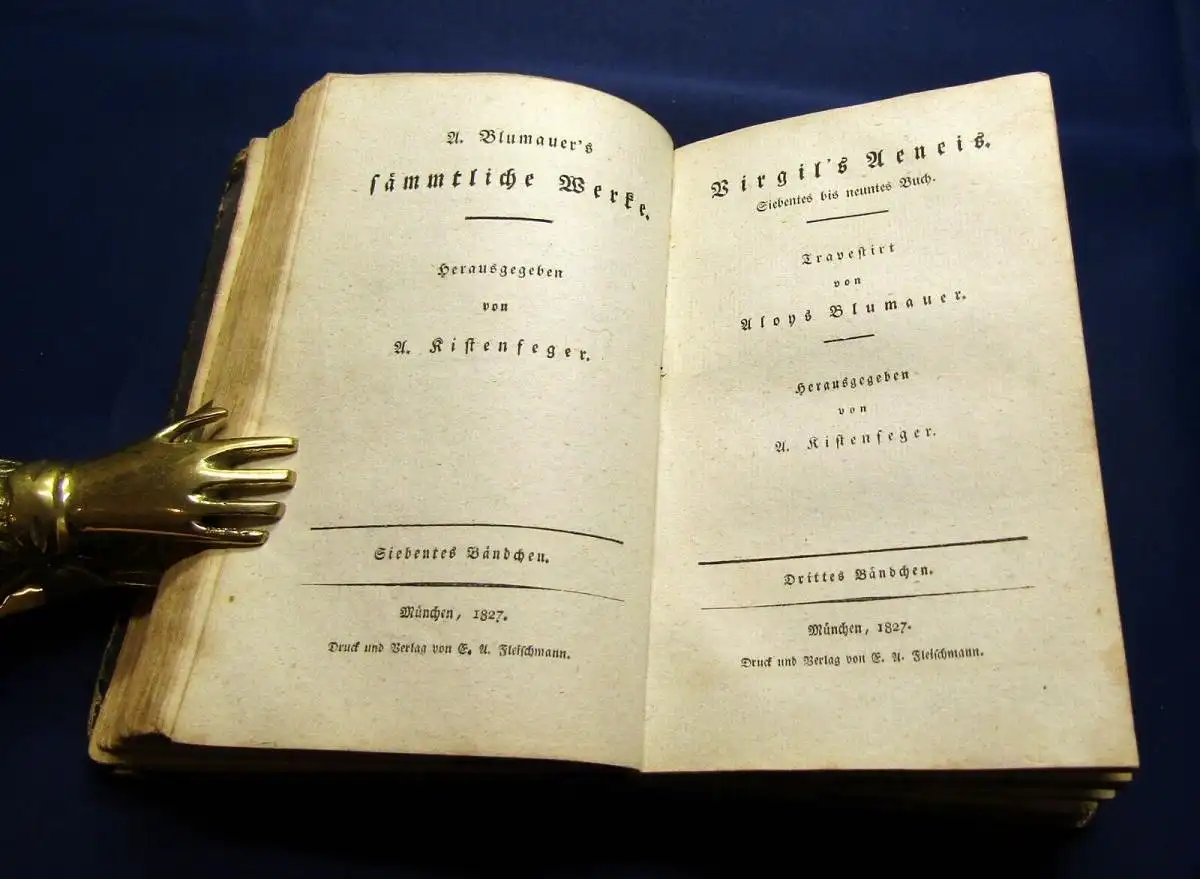 A. Blumauer's
sämmtliche Werke.
Herausgegeben
von
A. Kistenfeger.
Siebentes Bändchen.
München, 1827.
Druck und Verlag von E. A. Fleischmann.
Virgil's Aeneis.
Siebentes bis neuntes Buch.
Travestirt
von
Aloys Blumauer.
Herausgegeben
von
A. Kistenfeger.
Drittes Bändchen.
München, 1827.
Druck und Verlag von E. A. Fleischmann.